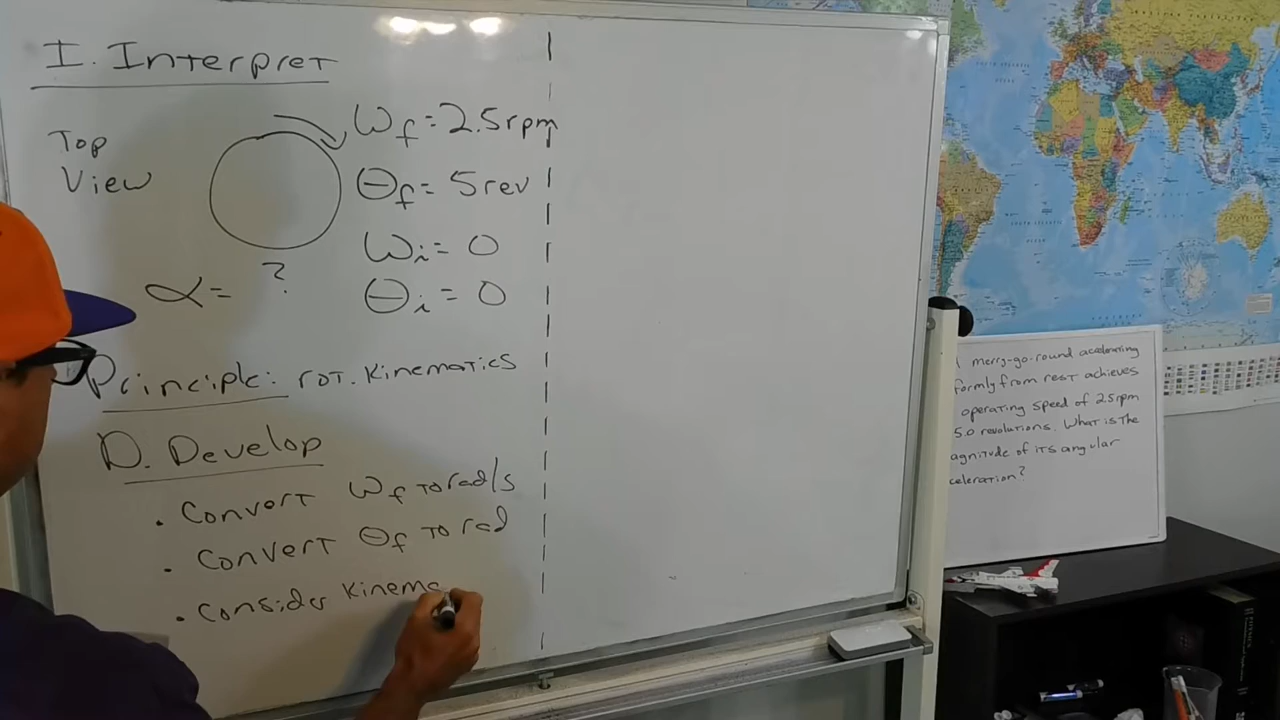 I. Interpret
Top
View
ωf = 2.5 rpm
Θf = 5 rev
ωi = 0
Θi = 0
α = ?
Principle: rot. Kinematics
D. Develop
• Convert ωf to rad/s
• Convert Θf to rad
• Consider Kinema
merry-go-round accelerating
formly from rest achieves
operating speed of 2.5 rpm
5.0 revolutions. What is the
agnitude of its angular
celeration?